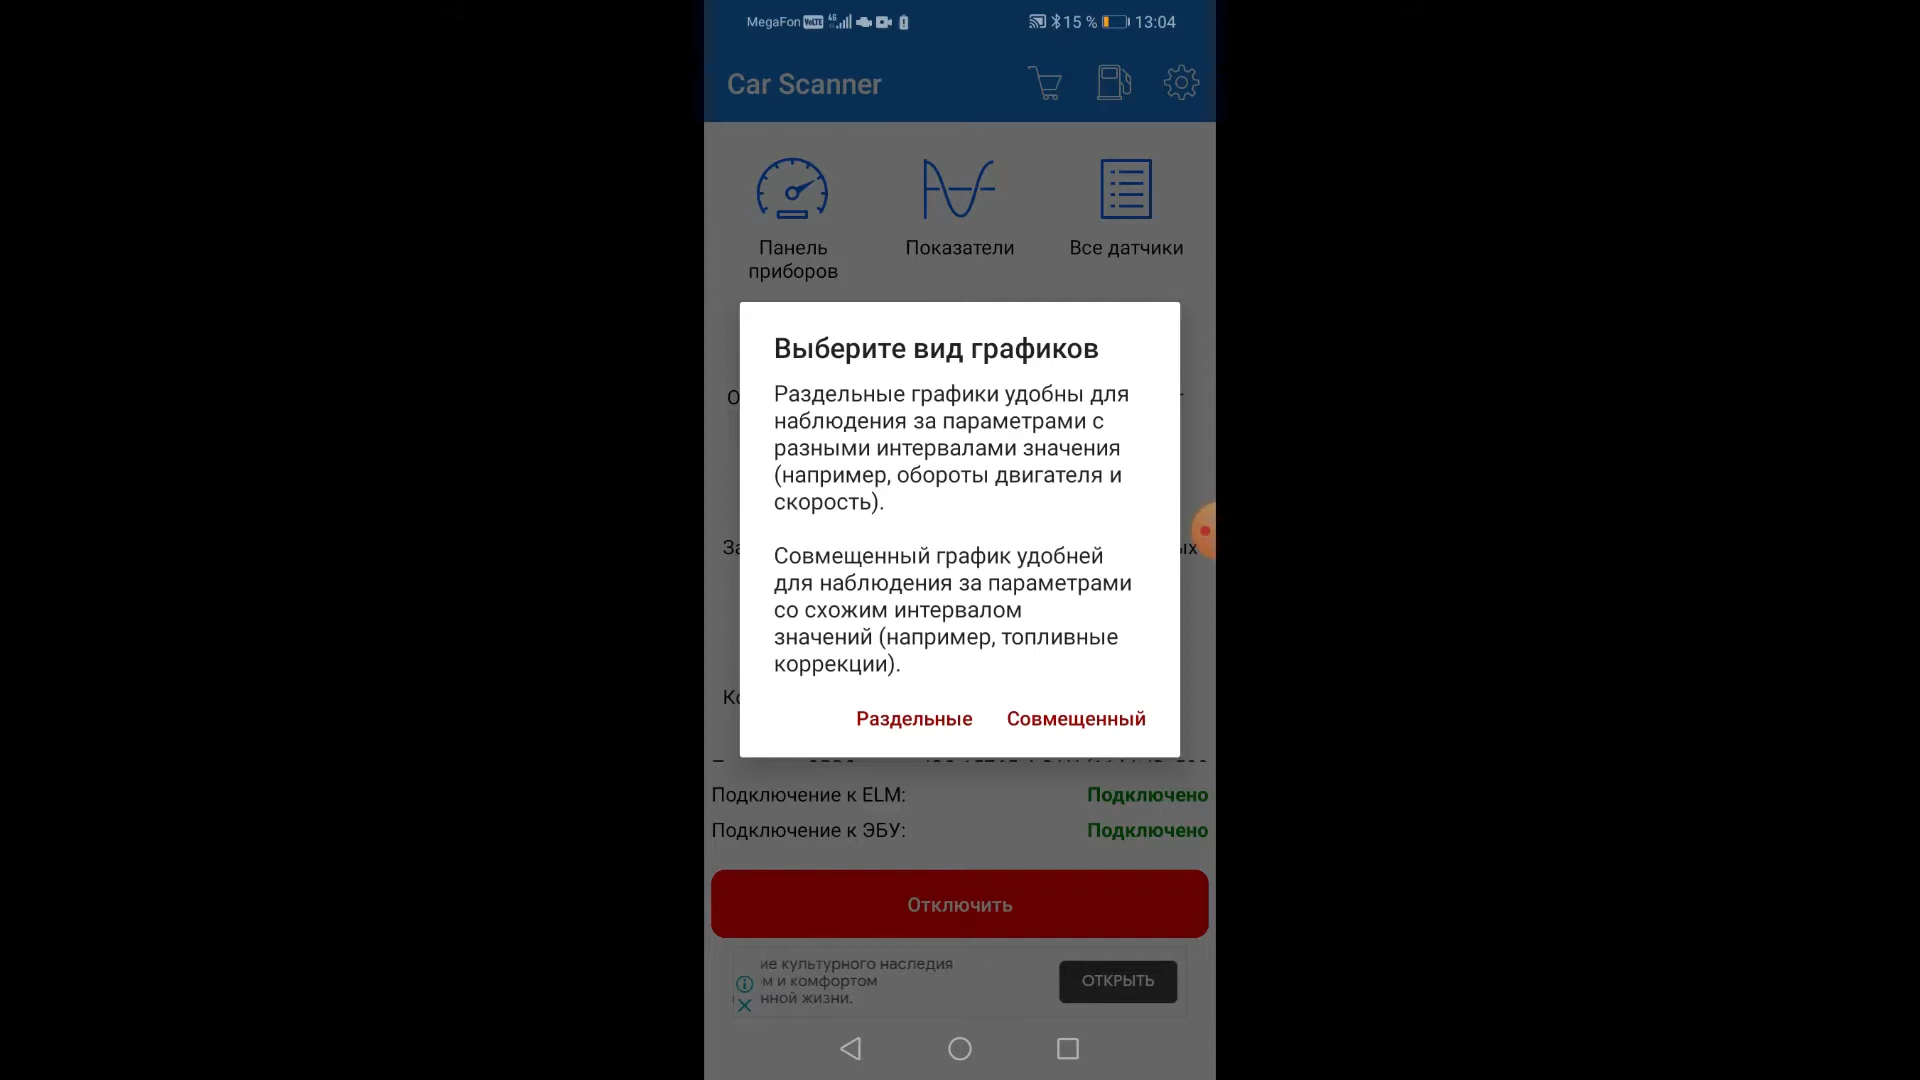 MegaFon VoLTE 4G 15 % 13:04
Car Scanner
Панель
приборов
Показатели
Все датчики
Выберите вид графиков
Раздельные графики удобны для
наблюдения за параметрами с
разными интервалами значения
(например, обороты двигателя и
скорость).
Совмещенный график удобней
для наблюдения за параметрами
со схожим интервалом
значений (например, топливные
коррекции).
Раздельные Совмещенный
Подключение к ELM: Подключено
Подключение к ЭБУ: Подключено
Отключить
ие культурного наследия
м и комфортом
нной жизни.
ОТКРЫТЬ